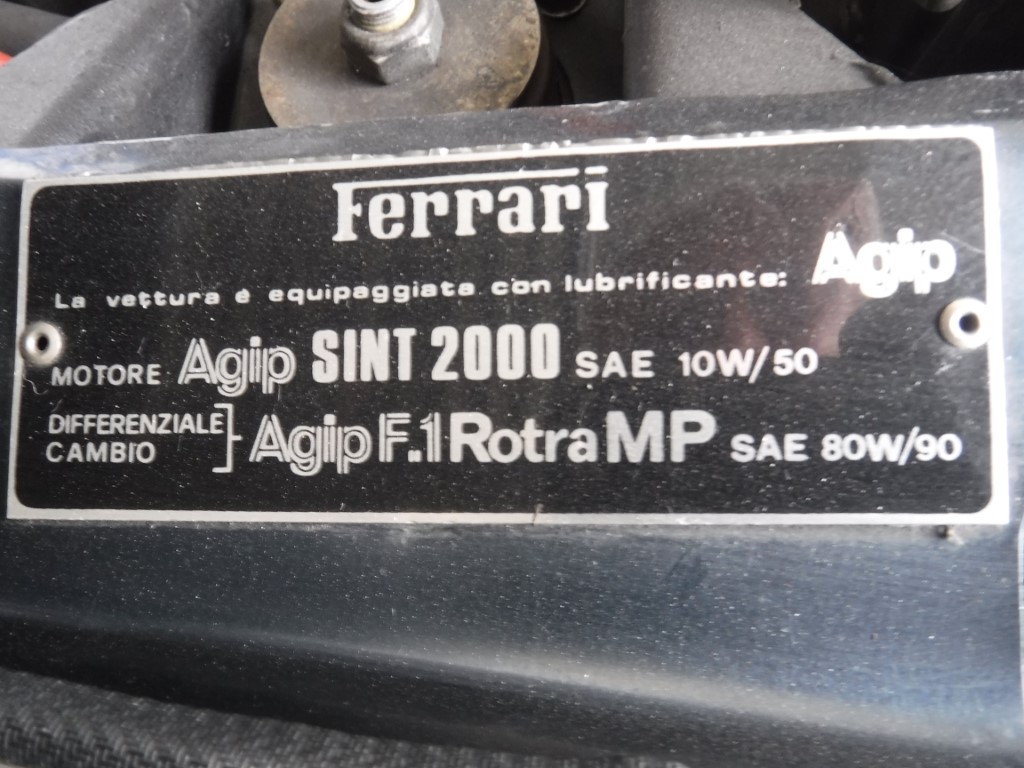 Ferrari
La vettura è equipaggiata con lubrificante: Agip
MOTORE Agip SINT 2000 SAE 10W/50
DIFFERENZIALE
CAMBIO
Agip F.1 Rotra MP SAE 80W/90